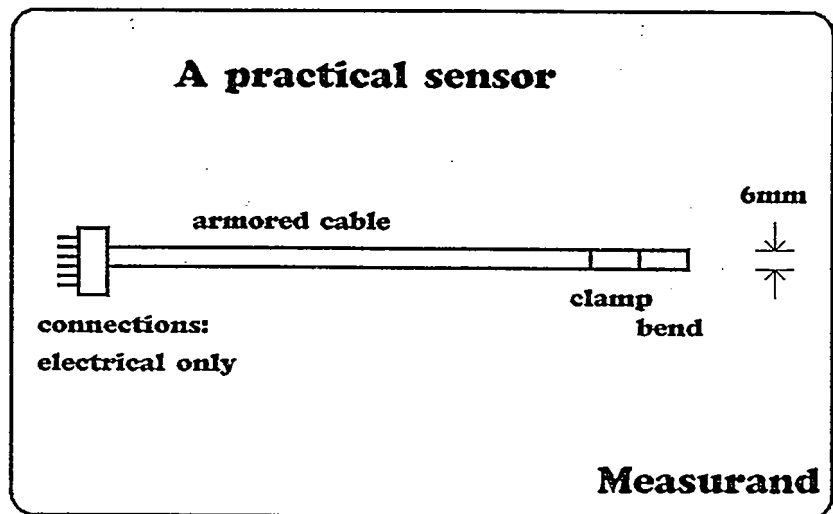 A practical sensor
6mm
armored cable
clamp
bend
connections:
electrical only
Measurand